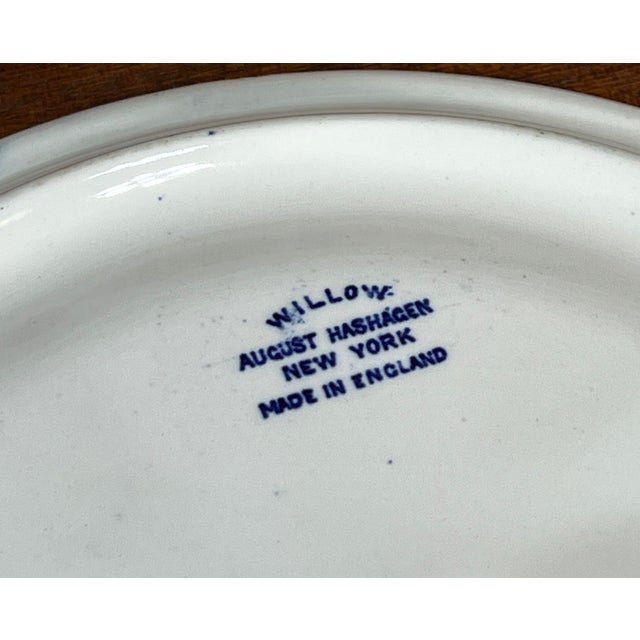 WILLOW
AUGUST HASHAGEN
NEW YORK
MADE IN ENGLAND